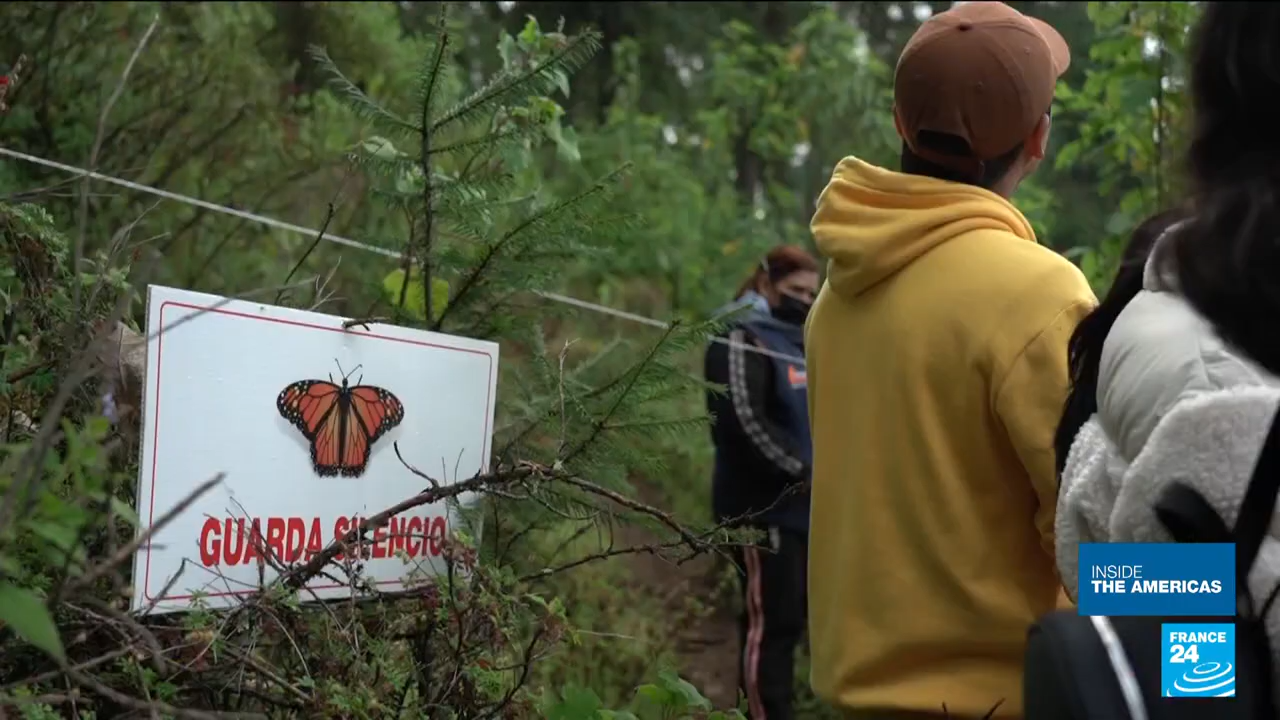 GUARDA SILENCIO
INSIDE
THE AMERICAS
FRANCE
24